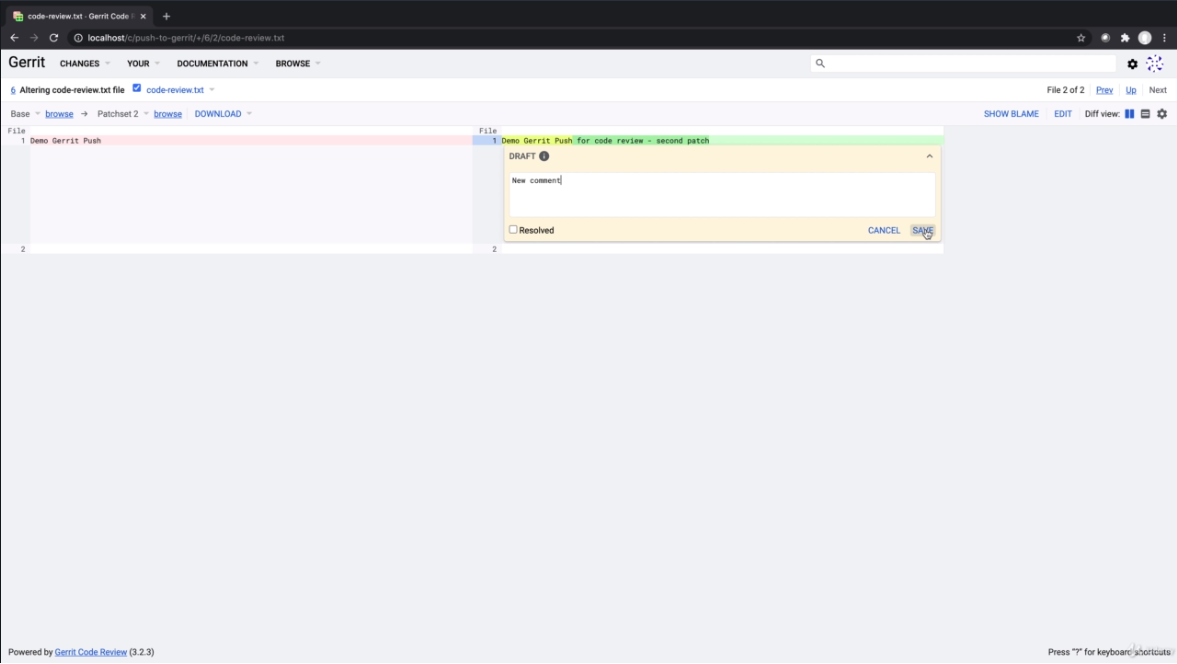 code-review.txt · Gerrit Code R
localhost/c/push-to-gerrit/+/6/2/code-review.txt
Gerrit CHANGES YOUR DOCUMENTATION BROWSE
6 Altering code-review.txt file code-review.txt File 2 of 2 Prev Up Next
Base browse → Patchset 2 browse DOWNLOAD SHOW BLAME EDIT Diff view:
File File
1 Demo Gerrit Push 1 Demo Gerrit Push for code review - second patch
DRAFT
New comment
Resolved CANCEL SAVE
2 2
Powered by Gerrit Code Review (3.2.3) Press "?" for keyboard shortcuts